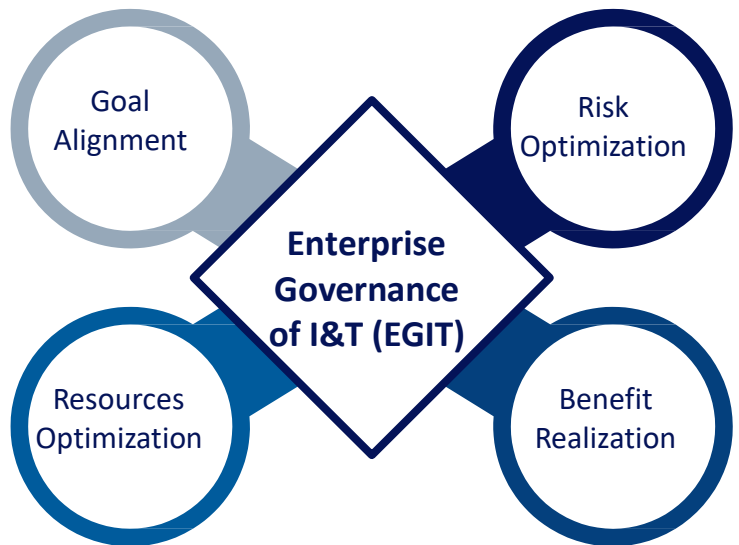 Goal
Alignment
Risk
Optimization
Enterprise
Governance
of I&T (EGIT)
Resources
Optimization
Benefit
Realization